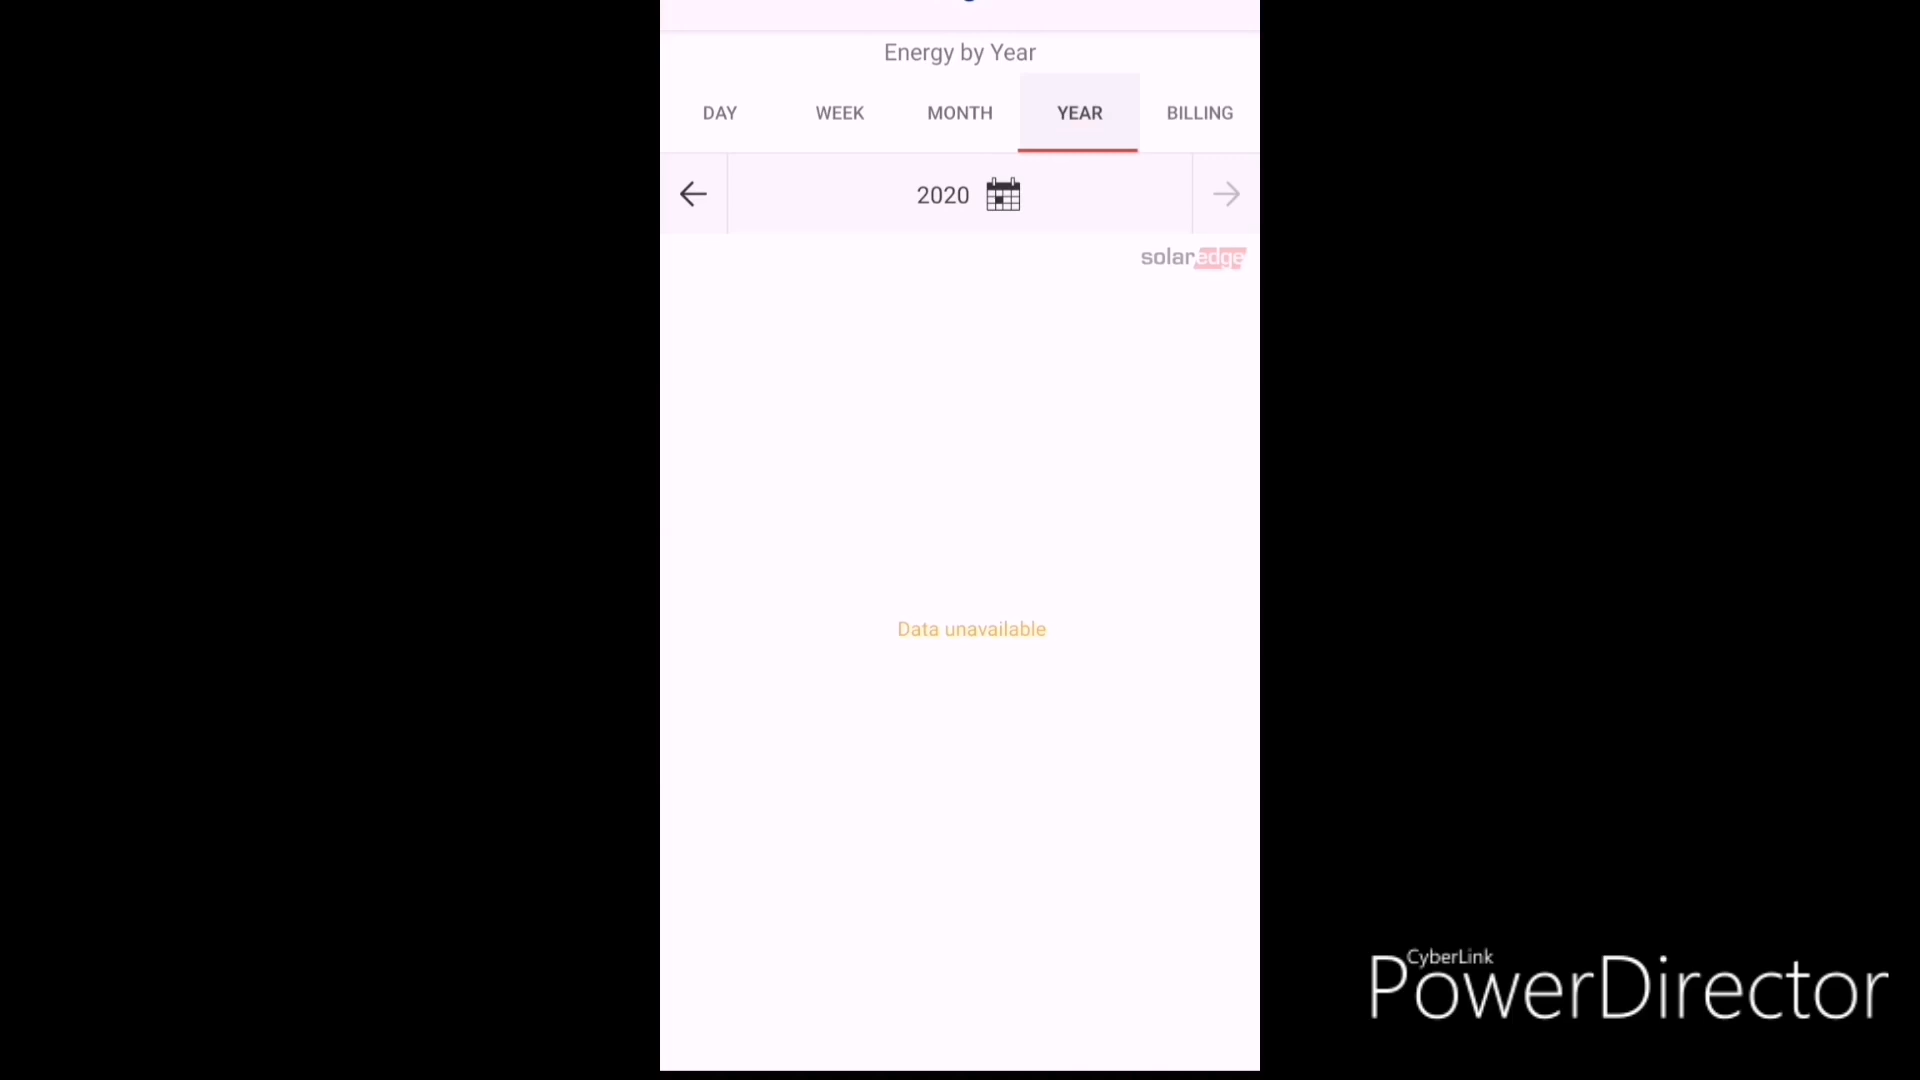 Energy by Year
DAY WEEK MONTH YEAR BILLING
2020
solaredge
Data unavailable
CyberLink
PowerDirector